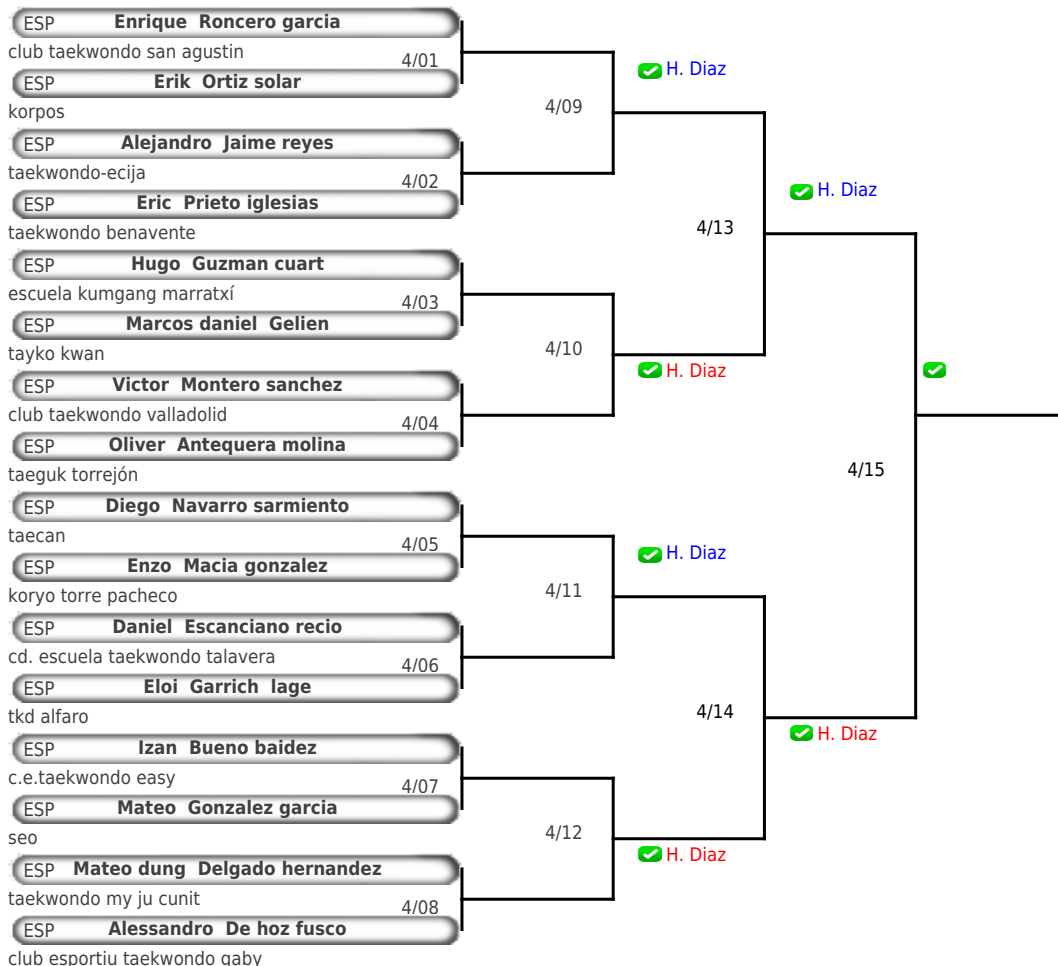 ESP Enrique Roncero garcia
club taekwondo san agustin
4/01
ESP Erik Ortiz solar
korpos
ESP Alejandro Jaime reyes
taekwondo-ecija
4/02
ESP Eric Prieto iglesias
taekwondo benavente
ESP Hugo Guzman cuart
escuela kumgang marratxí
4/03
ESP Marcos daniel Gelien
tayko kwan
ESP Victor Montero sanchez
club taekwondo valladolid
4/04
ESP Oliver Antequera molina
taeguk torrejón
ESP Diego Navarro sarmiento
taecan
4/05
ESP Enzo Macia gonzalez
koryo torre pacheco
ESP Daniel Escanciano recio
cd. escuela taekwondo talavera
4/06
ESP Eloi Garrich lage
tkd alfaro
ESP Izan Bueno baidez
c.e.taekwondo easy
4/07
ESP Mateo Gonzalez garcia
seo
ESP Mateo dung Delgado hernandez
taekwondo my ju cunit
4/08
ESP Alessandro De hoz fusco
club esportiu taekwondo gaby
H. Diaz
4/09
4/10
H. Diaz
H. Diaz
4/11
4/12
H. Diaz
H. Diaz
4/13
4/14
H. Diaz
4/15